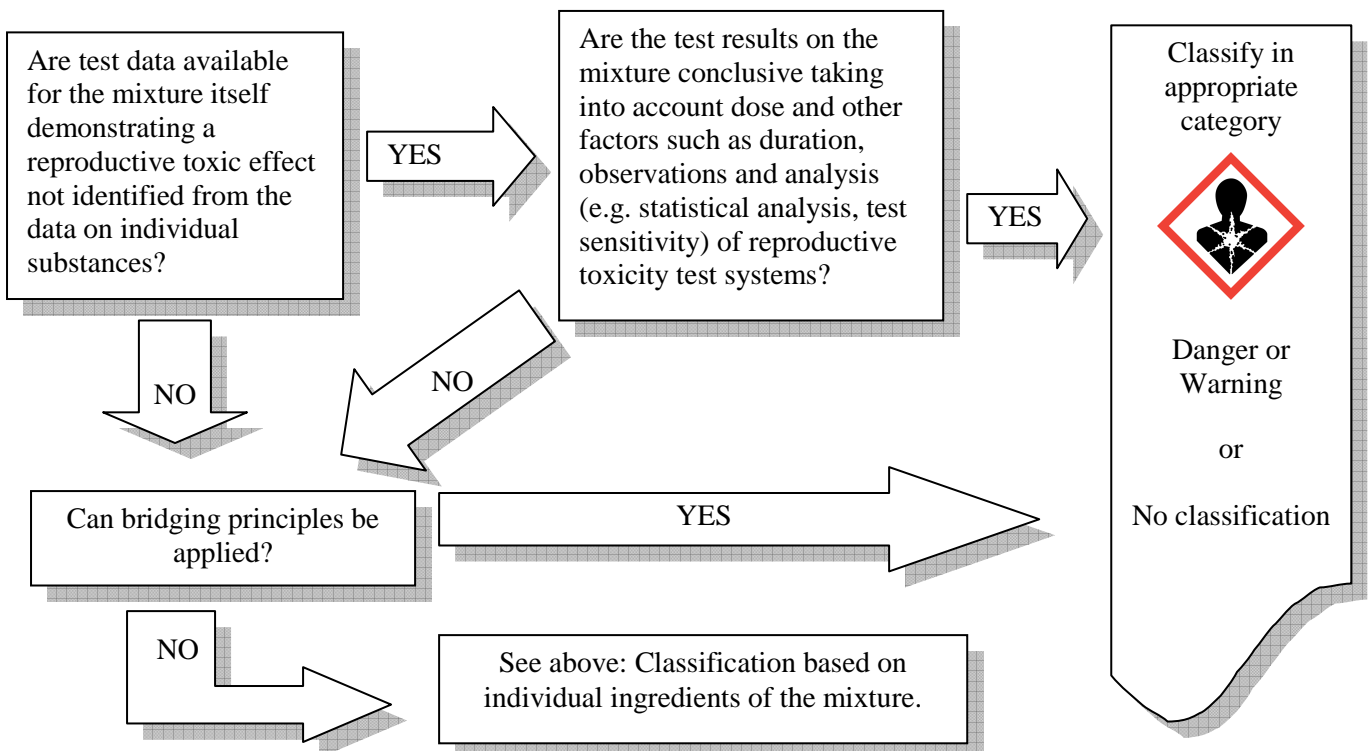 Are test data available
for the mixture itself
demonstrating a
reproductive toxic effect
not identified from the
data on individual
substances?
YES
Are the test results on the
mixture conclusive taking
into account dose and other
factors such as duration,
observations and analysis
(e.g. statistical analysis, test
sensitivity) of reproductive
toxicity test systems?
YES
Classify in
appropriate
category
Danger or
Warning
or
No classification
NO
NO
Can bridging principles be
applied?
YES
NO
See above: Classification based on
individual ingredients of the mixture.